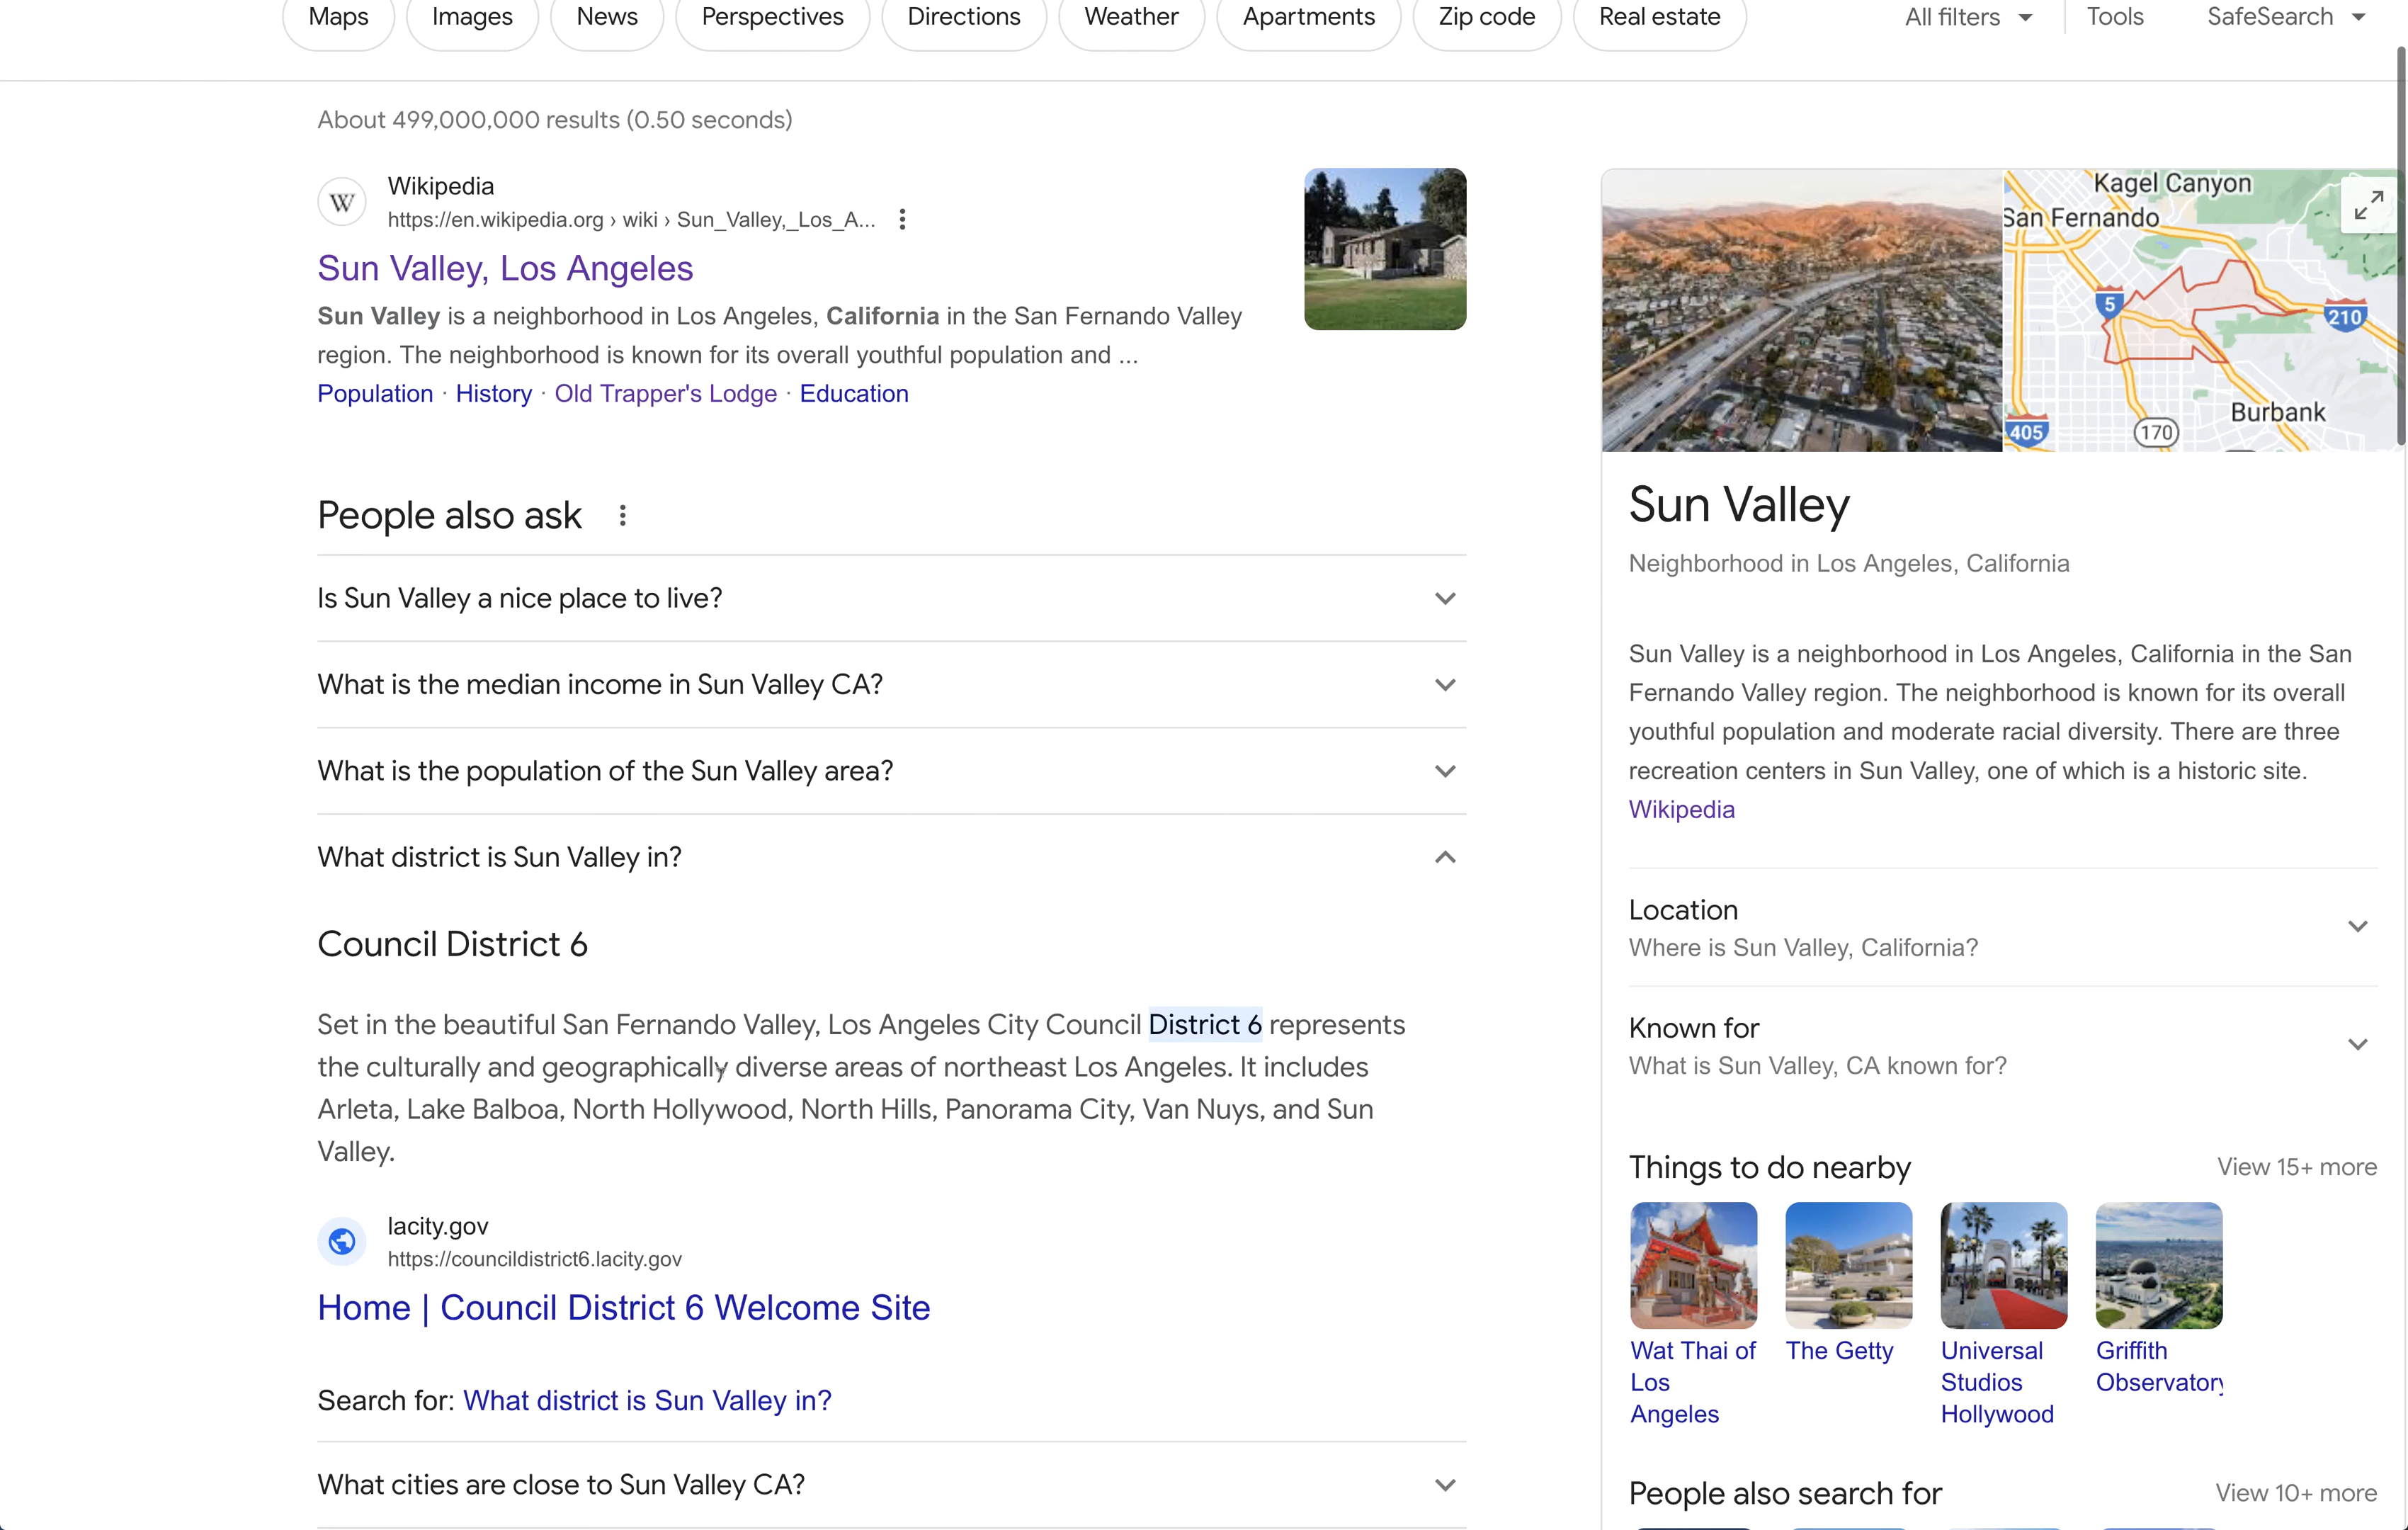 Maps
Images
News
Perspectives
Directions
Weather
Apartments
Zip code
Real estate
All filters
Tools
SafeSearch
About 499,000,000 results (0.50 seconds)
W
Wikipedia
https://en.wikipedia.org › wiki › Sun_Valley,_Los_A...
Sun Valley, Los Angeles
Sun Valley is a neighborhood in Los Angeles, California in the San Fernando Valley
region. The neighborhood is known for its overall youthful population and ...
Population · History · Old Trapper's Lodge · Education
People also ask
Is Sun Valley a nice place to live?
What is the median income in Sun Valley CA?
What is the population of the Sun Valley area?
What district is Sun Valley in?
Council District 6
Set in the beautiful San Fernando Valley, Los Angeles City Council District 6 represents
the culturally and geographically diverse areas of northeast Los Angeles. It includes
Arleta, Lake Balboa, North Hollywood, North Hills, Panorama City, Van Nuys, and Sun
Valley.
lacity.gov
https://councildistrict6.lacity.gov
Home | Council District 6 Welcome Site
Search for: What district is Sun Valley in?
What cities are close to Sun Valley CA?
Kagel Canyon
San Fernando
5
210
Burbank
405
170
Sun Valley
Neighborhood in Los Angeles, California
Sun Valley is a neighborhood in Los Angeles, California in the San
Fernando Valley region. The neighborhood is known for its overall
youthful population and moderate racial diversity. There are three
recreation centers in Sun Valley, one of which is a historic site.
Wikipedia
Location
Where is Sun Valley, California?
Known for
What is Sun Valley, CA known for?
Things to do nearby
View 15+ more
Wat Thai of
Los
Angeles
The Getty
Universal
Studios
Hollywood
Griffith
Observatory
People also search for
View 10+ more